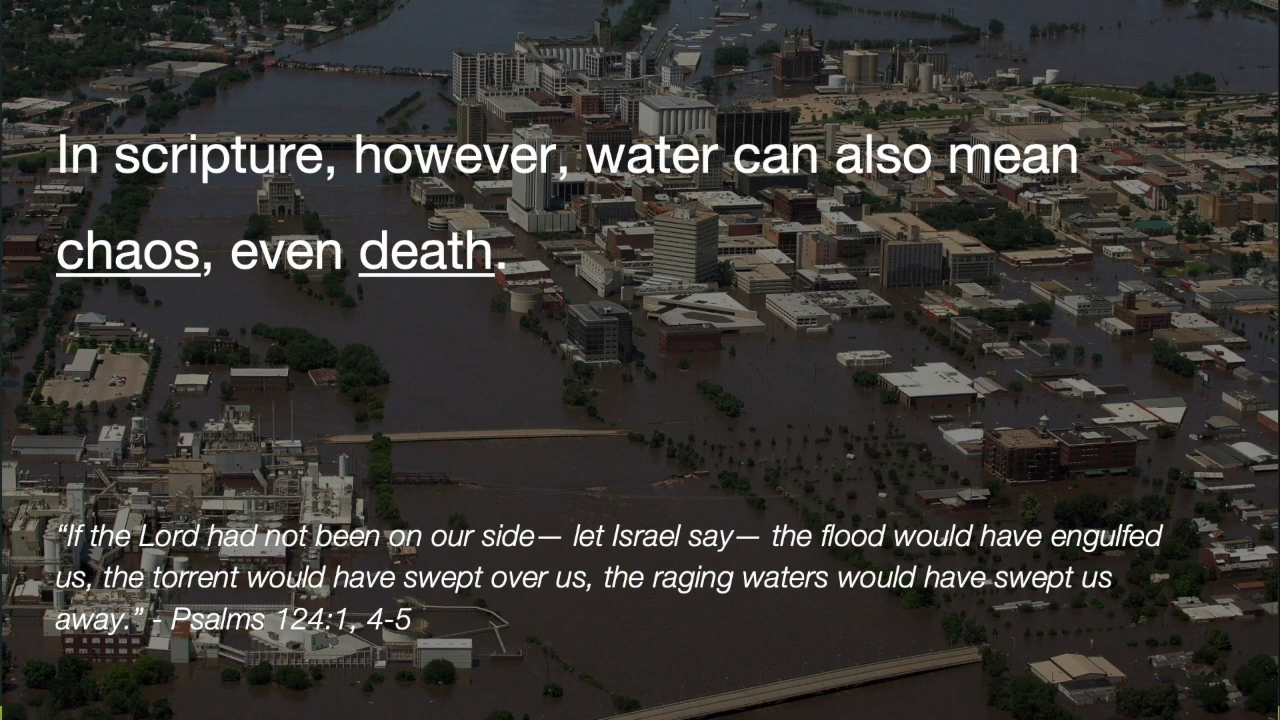 In scripture, however, water can also mean
chaos, even death.
“If the Lord had not been on our side— let Israel say— the flood would have engulfed
us, the torrent would have swept over us, the raging waters would have swept us
away.” - Psalms 124:1, 4-5